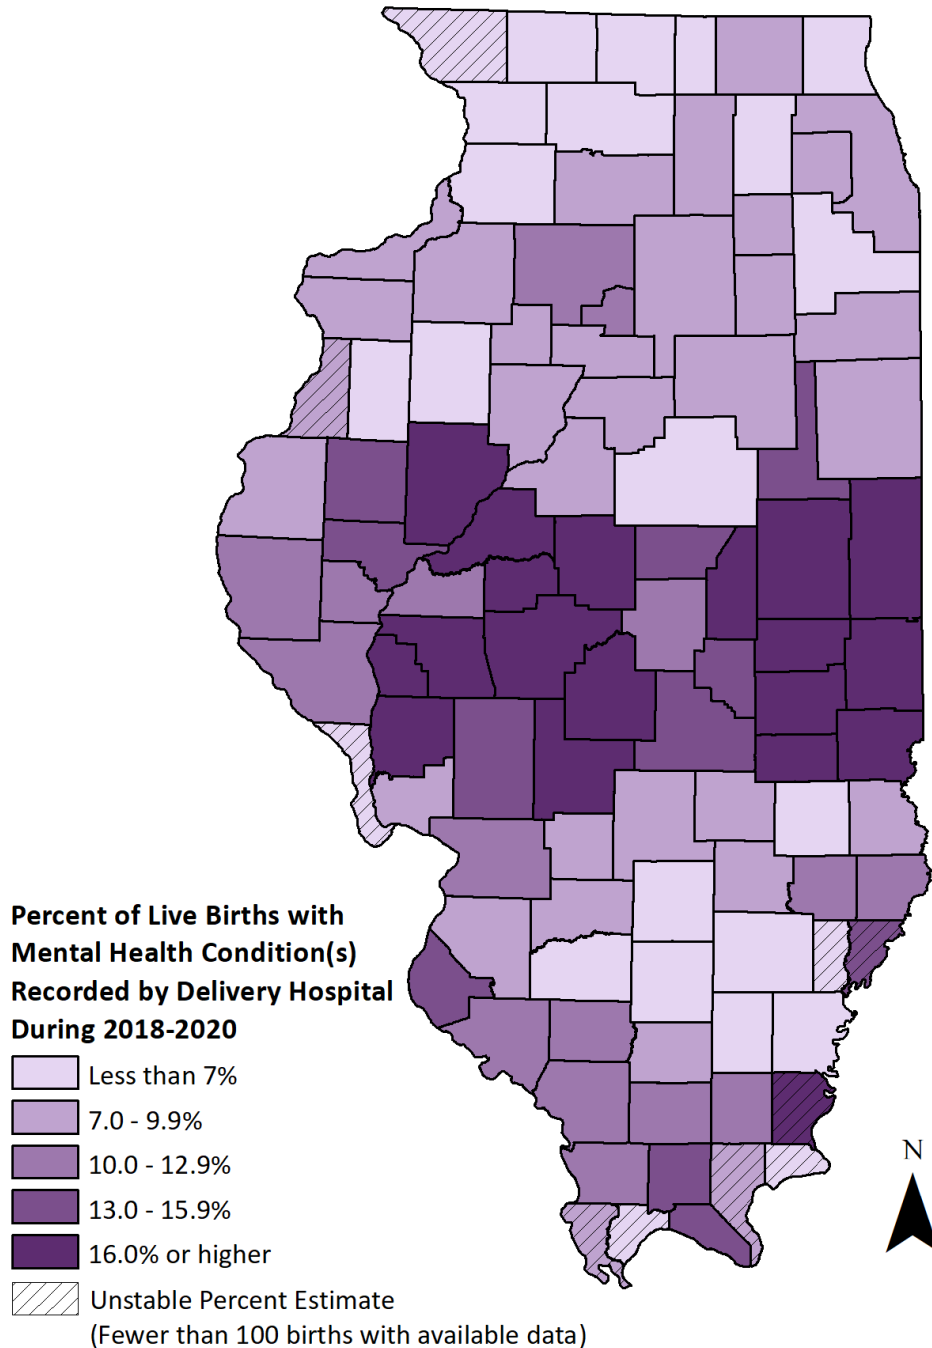 Percent of Live Births with
Mental Health Condition(s)
Recorded by Delivery Hospital
During 2018-2020
Less than 7%
7.0 - 9.9%
10.0 - 12.9%
13.0 - 15.9%
16.0% or higher
Unstable Percent Estimate
(Fewer than 100 births with available data)
N